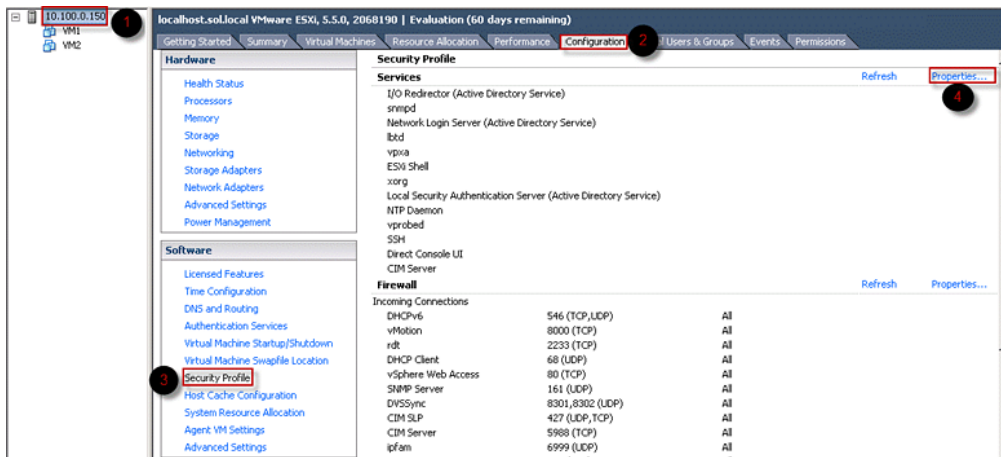 10.100.0.150
1
VM1
VM2
localhost.sol.local VMware ESXi, 5.5.0, 2068190 | Evaluation (60 days remaining)
Getting Started Summary Virtual Machines Resource Allocation Performance Configuration 2 Users & Groups Events Permissions
Hardware
Health Status
Processors
Memory
Storage
Networking
Storage Adapters
Network Adapters
Advanced Settings
Power Management
Software
Licensed Features
Time Configuration
DNS and Routing
Authentication Services
Virtual Machine Startup/Shutdown
Virtual Machine Swapfile Location
3 Security Profile
Host Cache Configuration
System Resource Allocation
Agent VM Settings
Advanced Settings
Security Profile
Services Refresh Properties...
4
I/O Redirector (Active Directory Service)
snmpd
Network Login Server (Active Directory Service)
lbtd
vpxa
ESXi Shell
xorg
Local Security Authentication Server (Active Directory Service)
NTP Daemon
vprobed
SSH
Direct Console UI
CIM Server
Firewall Refresh Properties...
Incoming Connections
DHCPv6 546 (TCP,UDP) All
vMotion 8000 (TCP) All
rdt 2233 (TCP) All
DHCP Client 68 (UDP) All
vSphere Web Access 80 (TCP) All
SNMP Server 161 (UDP) All
DVSSync 8301,8302 (UDP) All
CIM SLP 427 (UDP,TCP) All
CIM Server 5988 (TCP) All
ipfam 6999 (UDP) All